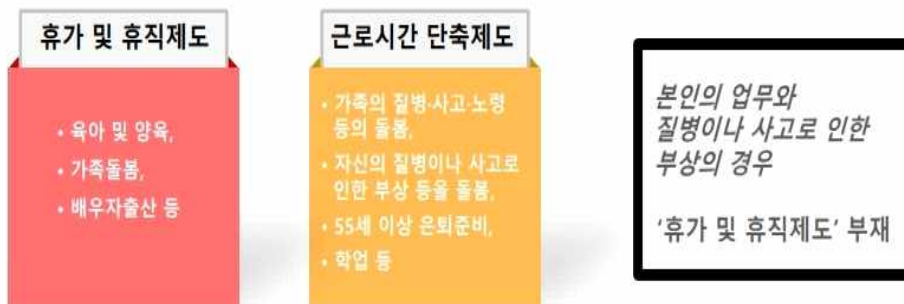 휴가 및 휴직제도
• 육아 및 양육,
• 가족돌봄,
• 배우자출산 등
근로시간 단축제도
• 가족의 질병·사고·노령
등의 돌봄,
• 자신의 질병이나 사고로
인한 부상 등을 돌봄,
• 55세 이상 은퇴준비,
• 학업 등
본인의 업무와
질병이나 사고로 인한
부상의 경우
'휴가 및 휴직제도' 부재